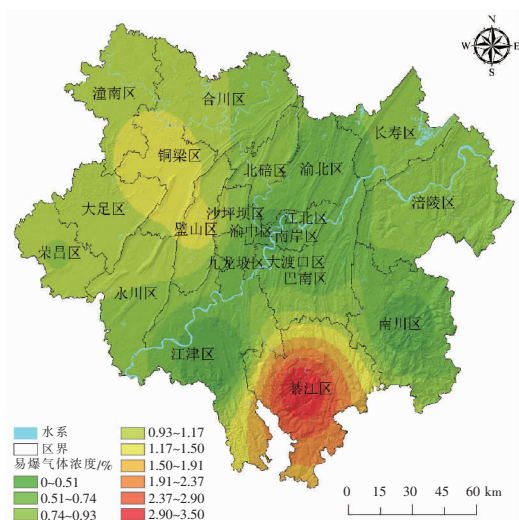 N
W E
S
潼南区
合川区
长寿区
铜梁区
北碚区
渝北区
涪陵区
大足区
沙坪坝区
江北区
璧山区
渝中区
南岸区
荣昌区
九龙坡区
大渡口区
巴南区
永川区
南川区
江津区
綦江区
水系
区界
易爆气体浓度/%
0~0.51
0.51~0.74
0.74~0.93
0.93~1.17
1.17~1.50
1.50~1.91
1.91~2.37
2.37~2.90
2.90~3.50
0 15 30 45 60 km